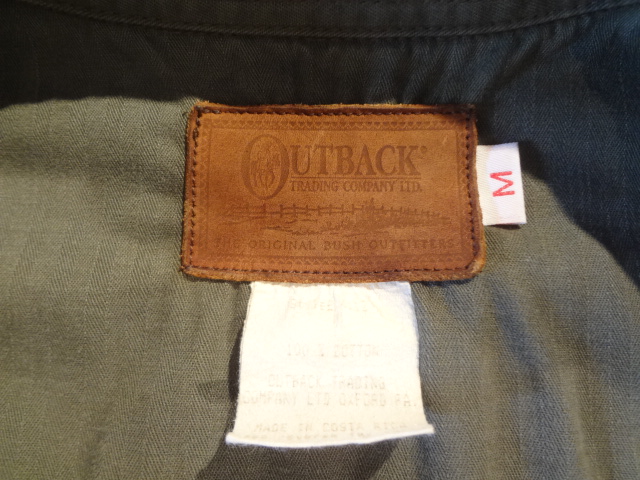 OUTBACK®
TRADING COMPANY LTD.
THE ORIGINAL BUSH OUTFITTERS
M
100 % COTTON
OUTBACK TRADING
COMPANY LTD OXFORD PA.
MADE IN COSTA RICA